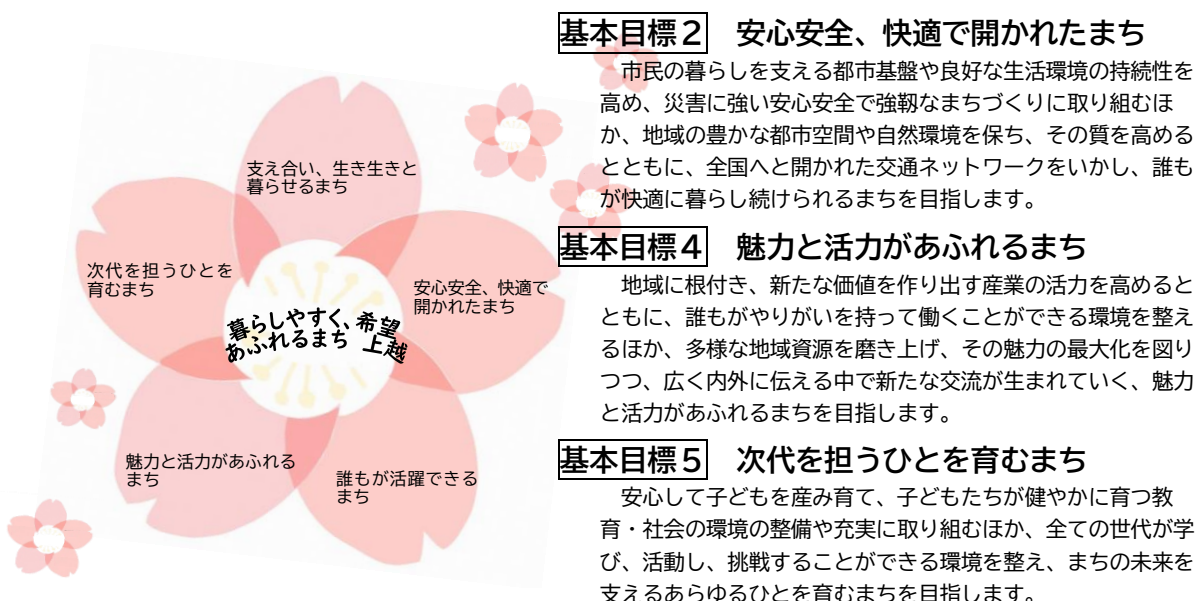 支え合い、生き生きと
暮らせるまち
次代を担うひとを
育むまち
安心安全、快適で
開かれたまち
暮らしやすく、希望
あふれるまち 上越
魅力と活力があふれる
まち
誰もが活躍できる
まち
基本目標２ 安心安全、快適で開かれたまち
市民の暮らしを支える都市基盤や良好な生活環境の持続性を
高め、災害に強い安心安全で強靱なまちづくりに取り組むほ
か、地域の豊かな都市空間や自然環境を保ち、その質を高める
とともに、全国へと開かれた交通ネットワークをいかし、誰も
が快適に暮らし続けられるまちを目指します。
基本目標４ 魅力と活力があふれるまち
地域に根付き、新たな価値を作り出す産業の活力を高めると
ともに、誰もがやりがいを持って働くことができる環境を整え
るほか、多様な地域資源を磨き上げ、その魅力の最大化を図り
つつ、広く内外に伝える中で新たな交流が生まれていく、魅力
と活力があふれるまちを目指します。
基本目標５ 次代を担うひとを育むまち
安心して子どもを産み育て、子どもたちが健やかに育つ教
育・社会の環境の整備や充実に取り組むほか、全ての世代が学
び、活動し、挑戦することができる環境を整え、まちの未来を
支えるあらゆるひとを育むまちを目指します。